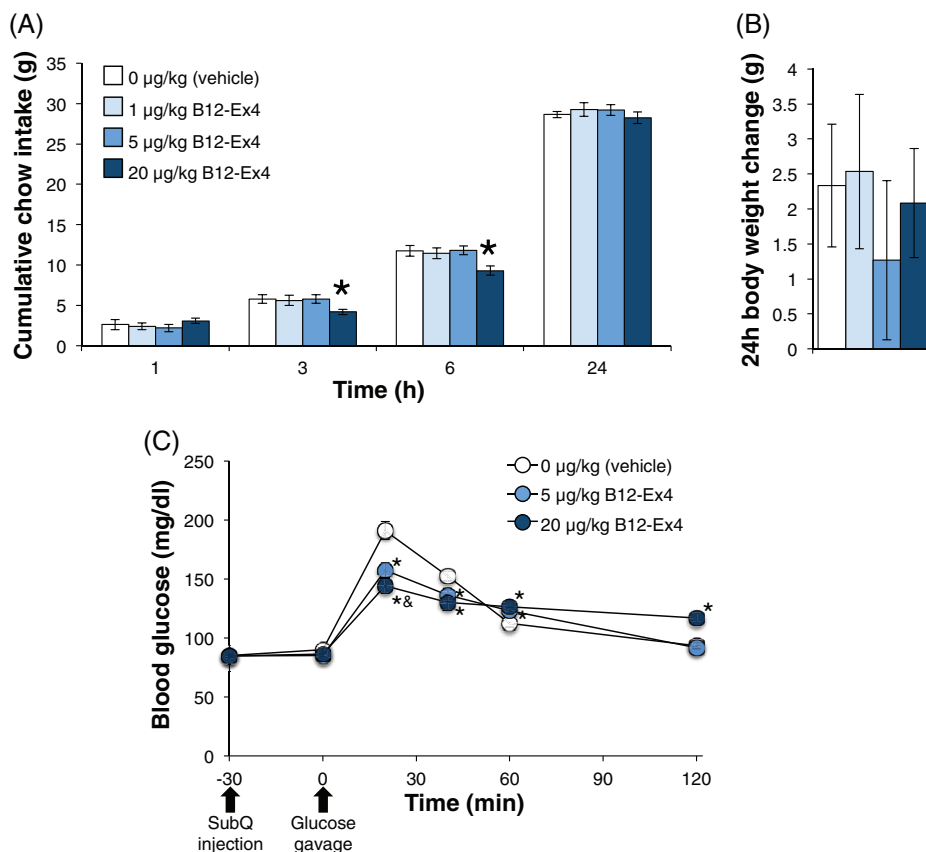 (A)
Cumulative chow intake (g)
35
30
25
20
15
10
5
0
0 µg/kg (vehicle)
1 µg/kg B12-Ex4
5 µg/kg B12-Ex4
20 µg/kg B12-Ex4
*
*
1
3
6
24
Time (h)
(B)
24h body weight change (g)
4
3.5
3
2.5
2
1.5
1
0.5
0
(C)
Blood glucose (mg/dl)
250
200
150
100
50
0
0 µg/kg (vehicle)
5 µg/kg B12-Ex4
20 µg/kg B12-Ex4
*
*&
*
*
*
*
*
-30
0
30
60
90
120
Time (min)
SubQ
injection
Glucose
gavage